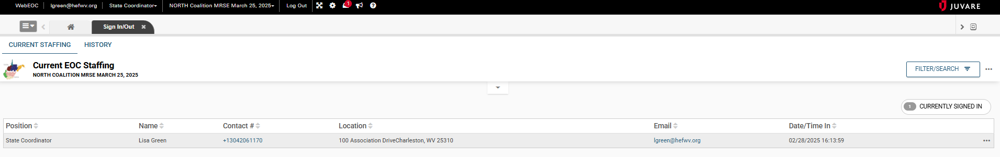 WebEOC lgreen@hefwv.org State Coordinator NORTH Coalition MRSE March 25, 2025 Log Out 1 ? JUVARE
Sign In/Out
CURRENT STAFFING HISTORY
Current EOC Staffing
NORTH COALITION MRSE MARCH 25, 2025
FILTER/SEARCH
1 CURRENTLY SIGNED IN
Position Name Contact # Location Email Date/Time In
State Coordinator Lisa Green +13042061170 100 Association DriveCharleston, WV 25310 lgreen@hefwv.org 02/28/2025 16:13:59